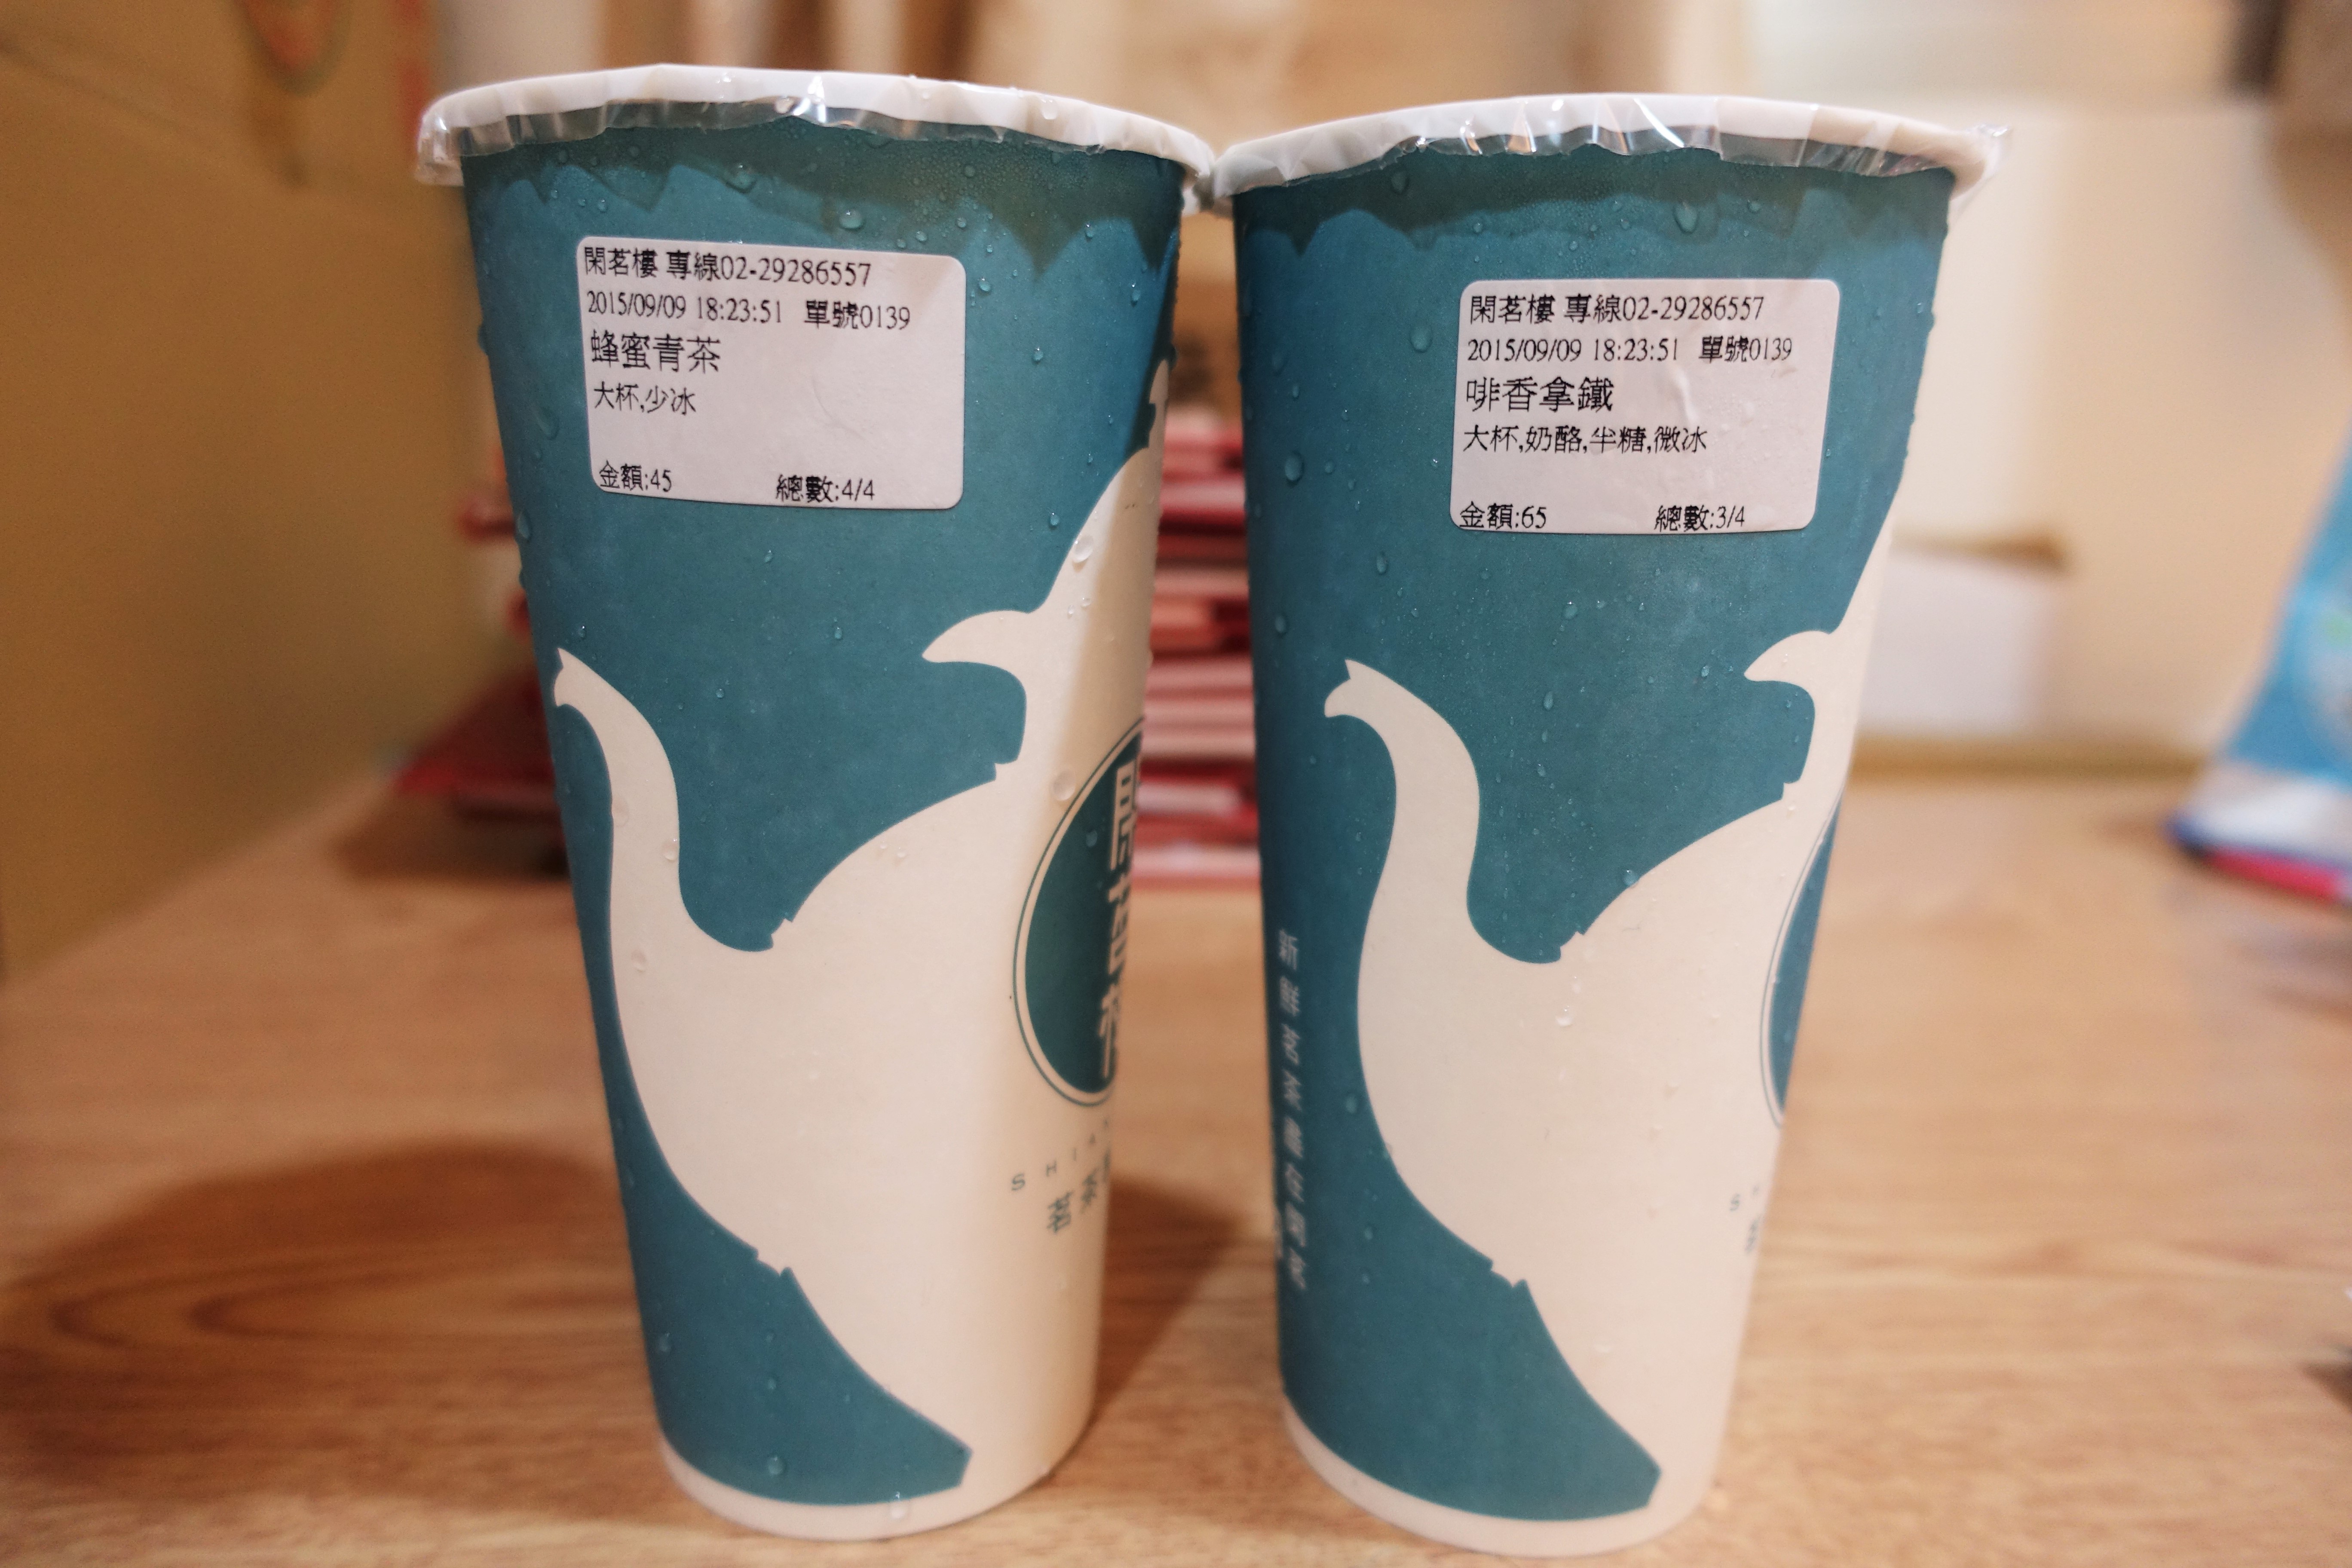 閑茗樓 專線02-29286557
2015/09/09 18:23:51 單號0139
蜂蜜青茶
大杯,少冰
金額:45 總數:4/4
閑茗樓 專線02-29286557
2015/09/09 18:23:51 單號0139
啡香拿鐵
大杯,奶酪,半糖,微冰
金額:65 總數:3/4